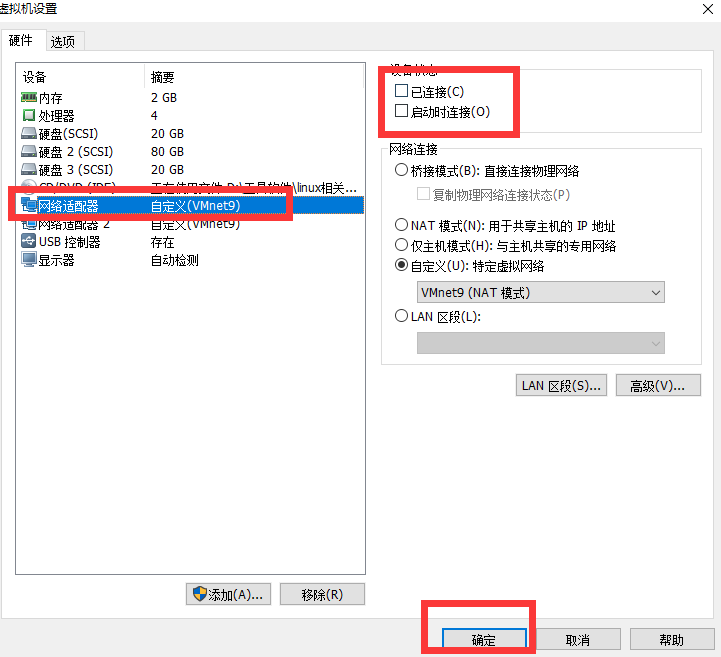 虚拟机设置
硬件 选项
设备 摘要
内存 2 GB
处理器 4
硬盘(SCSI) 20 GB
硬盘 2 (SCSI) 80 GB
硬盘 3 (SCSI) 20 GB
CD/DVD (IDE) 正在使用文件 D:\工具软件\linux相关...
网络适配器 自定义(VMnet9)
网络适配器 2 自定义(VMnet9)
USB 控制器 存在
显示器 自动检测
添加(A)... 移除(R)
设备状态
已连接(C)
启动时连接(O)
网络连接
桥接模式(B): 直接连接物理网络
复制物理网络连接状态(P)
NAT 模式(N): 用于共享主机的 IP 地址
仅主机模式(H): 与主机共享的专用网络
自定义(U): 特定虚拟网络
VMnet9 (NAT 模式)
LAN 区段(L):
LAN 区段(S)... 高级(V)...
确定 取消 帮助